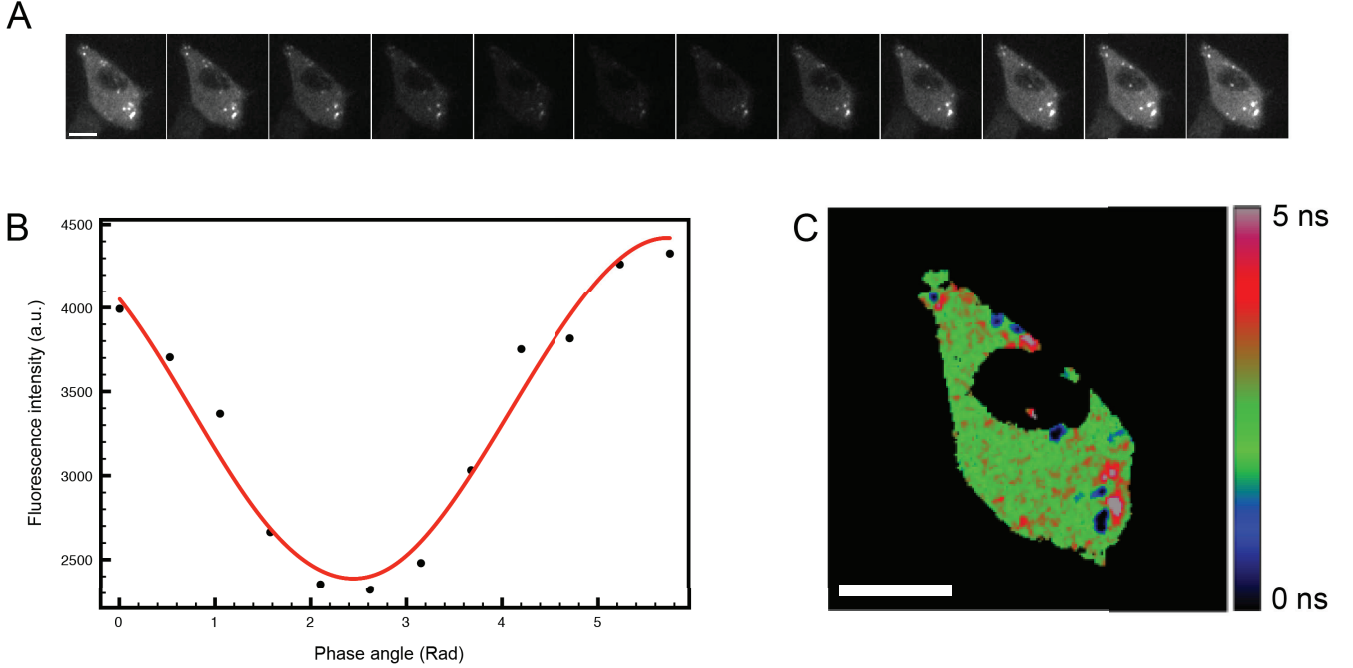 A
B
4500
4000
3500
3000
2500
Fluorescence intensity (a.u.)
0 1 2 3 4 5
Phase angle (Rad)
C
5 ns
0 ns